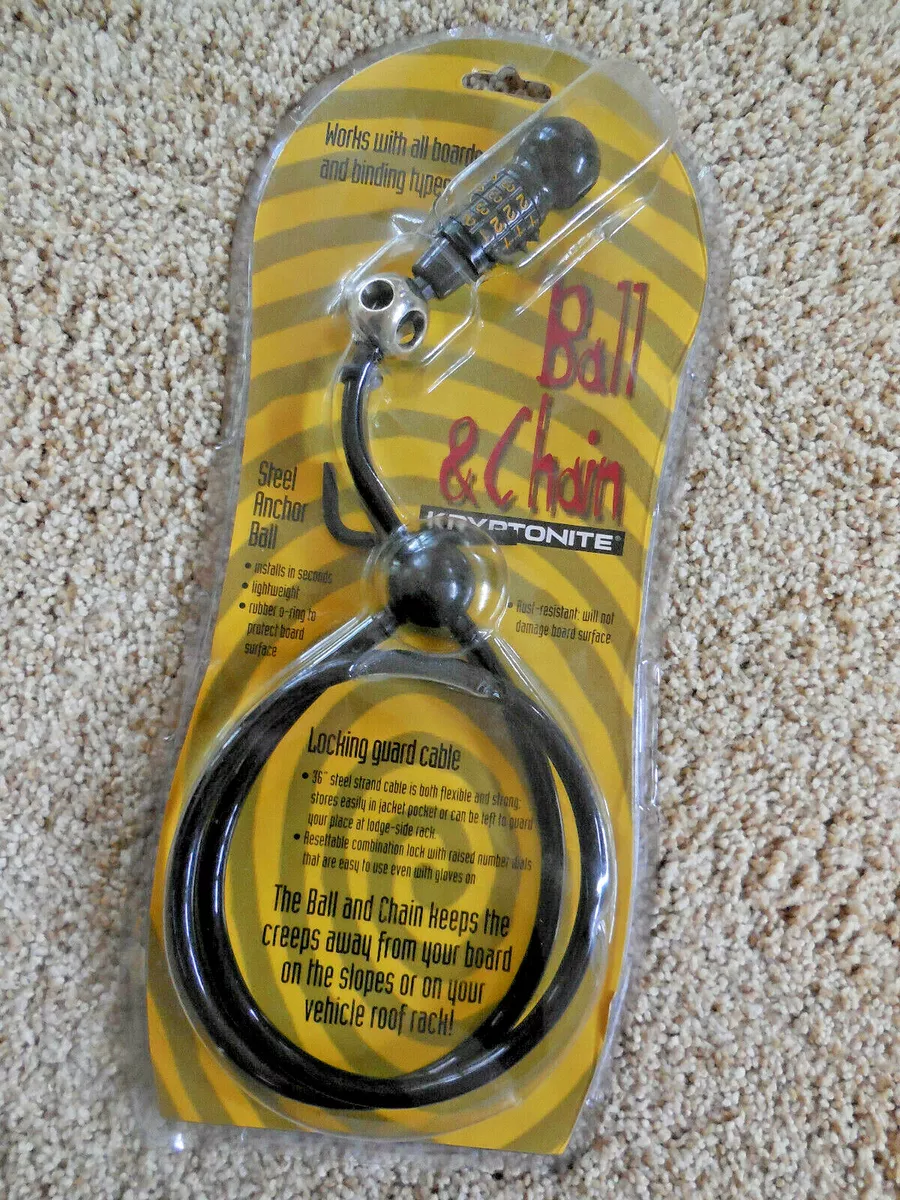 Works with all boards
and binding types
Ball
& Chain
KRYPTONITE®
Steel
Anchor
Ball
• installs in seconds
• lightweight
• rubber o-ring to
protect board
surface
• Rust-resistant: will not
damage board surface
Locking guard cable
• 36" steel strand cable is both flexible and strong;
stores easily in jacket pocket or can be left to guard
your place at lodge-side rack
• Resettable combination lock with raised number dials
that are easy to use even with gloves on
The Ball and Chain keeps the
creeps away from your board
on the slopes or on your
vehicle roof rack!